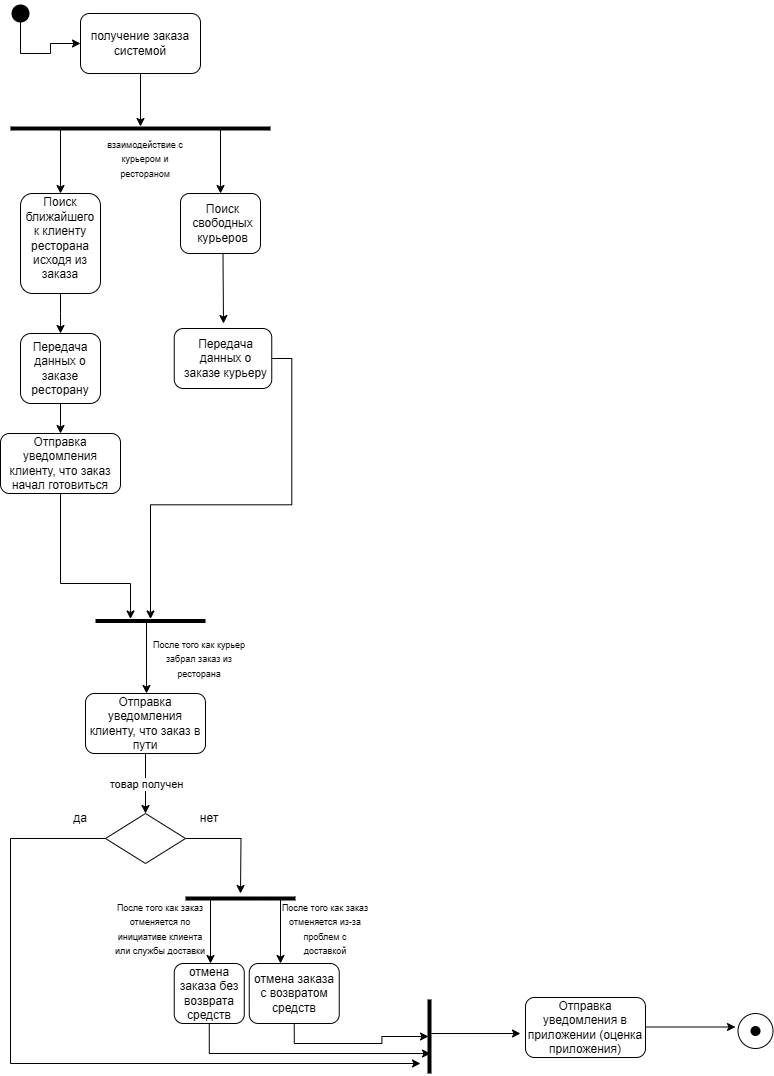 получение заказа
системой
взаимодействие с
курьером и
рестораном
Поиск
ближайшего
к клиенту
ресторана
исходя из
заказа
Поиск
свободных
курьеров
Передача
данных о
заказе
ресторану
Передача
данных о
заказе курьеру
Отправка
уведомления
клиенту, что заказ
начал готовиться
После того как курьер
забрал заказ из
ресторана
Отправка
уведомления
клиенту, что заказ в
пути
товар получен
да
нет
После того как заказ
отменяется по
инициативе клиента
или службы доставки
После того как заказ
отменяется из-за
проблем с
доставкой
отмена
заказа без
возврата
средств
отмена заказа
с возвратом
средств
Отправка
уведомления в
приложении (оценка
приложения)